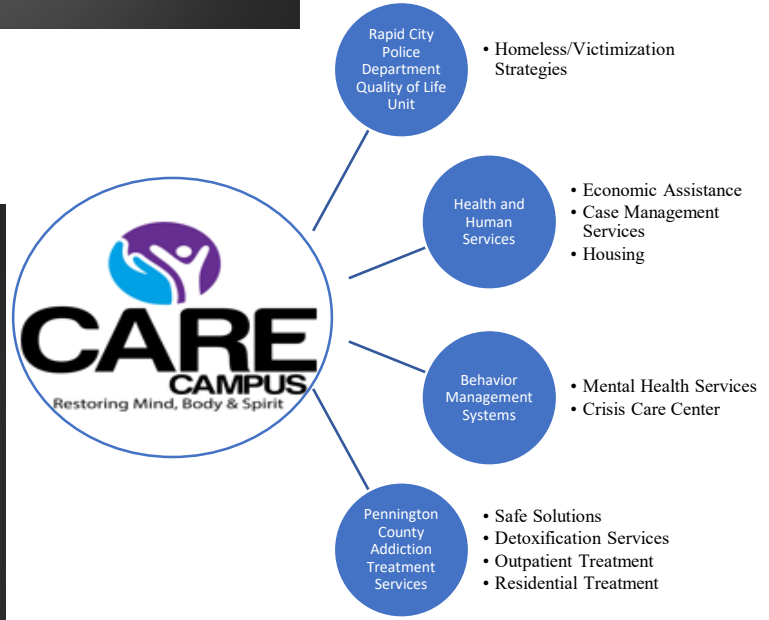 Rapid City
Police
Department
Quality of Life
Unit
• Homeless/Victimization
Strategies
Health and
Human
Services
• Economic Assistance
• Case Management
Services
• Housing
CARE
CAMPUS
Restoring Mind, Body & Spirit
Behavior
Management
Systems
• Mental Health Services
• Crisis Care Center
Pennington
County
Addiction
Treatment
Services
• Safe Solutions
• Detoxification Services
• Outpatient Treatment
• Residential Treatment